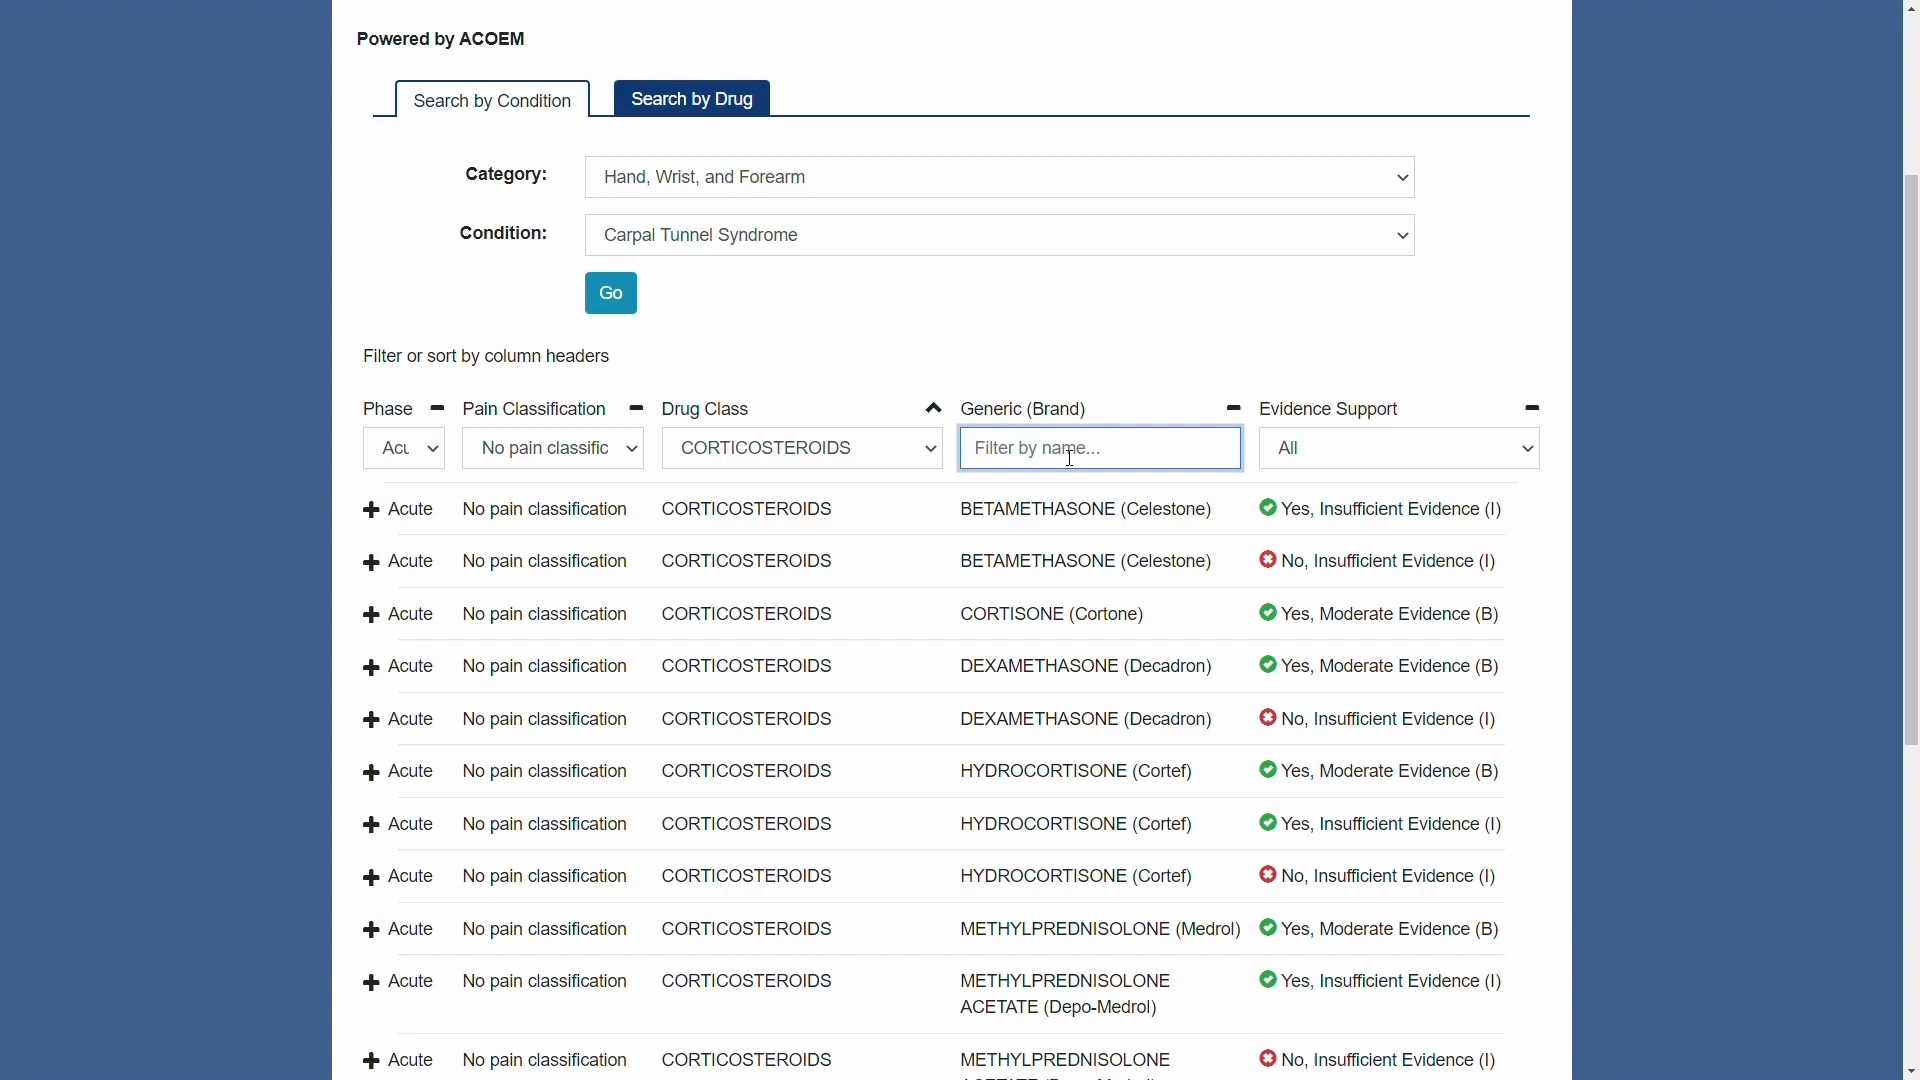 Powered by ACOEM
Search by Condition
Search by Drug
Category:
Hand, Wrist, and Forearm
Condition:
Carpal Tunnel Syndrome
Go
Filter or sort by column headers
Phase Pain Classification Drug Class Generic (Brand) Evidence Support
No pain classific CORTICOSTEROIDS Filter by name... All
Acute No pain classification CORTICOSTEROIDS BETAMETHASONE (Celestone) Yes, Insufficient Evidence (I)
Acute No pain classification CORTICOSTEROIDS BETAMETHASONE (Celestone) No, Insufficient Evidence (I)
Acute No pain classification CORTICOSTEROIDS CORTISONE (Cortone) Yes, Moderate Evidence (B)
Acute No pain classification CORTICOSTEROIDS DEXAMETHASONE (Decadron) Yes, Moderate Evidence (B)
Acute No pain classification CORTICOSTEROIDS DEXAMETHASONE (Decadron) No, Insufficient Evidence (I)
Acute No pain classification CORTICOSTEROIDS HYDROCORTISONE (Cortef) Yes, Moderate Evidence (B)
Acute No pain classification CORTICOSTEROIDS HYDROCORTISONE (Cortef) Yes, Insufficient Evidence (I)
Acute No pain classification CORTICOSTEROIDS HYDROCORTISONE (Cortef) No, Insufficient Evidence (I)
Acute No pain classification CORTICOSTEROIDS METHYLPREDNISOLONE (Medrol) Yes, Moderate Evidence (B)
Acute No pain classification CORTICOSTEROIDS METHYLPREDNISOLONE Yes, Insufficient Evidence (I)
ACETATE (Depo-Medrol)
Acute No pain classification CORTICOSTEROIDS METHYLPREDNISOLONE No, Insufficient Evidence (I)